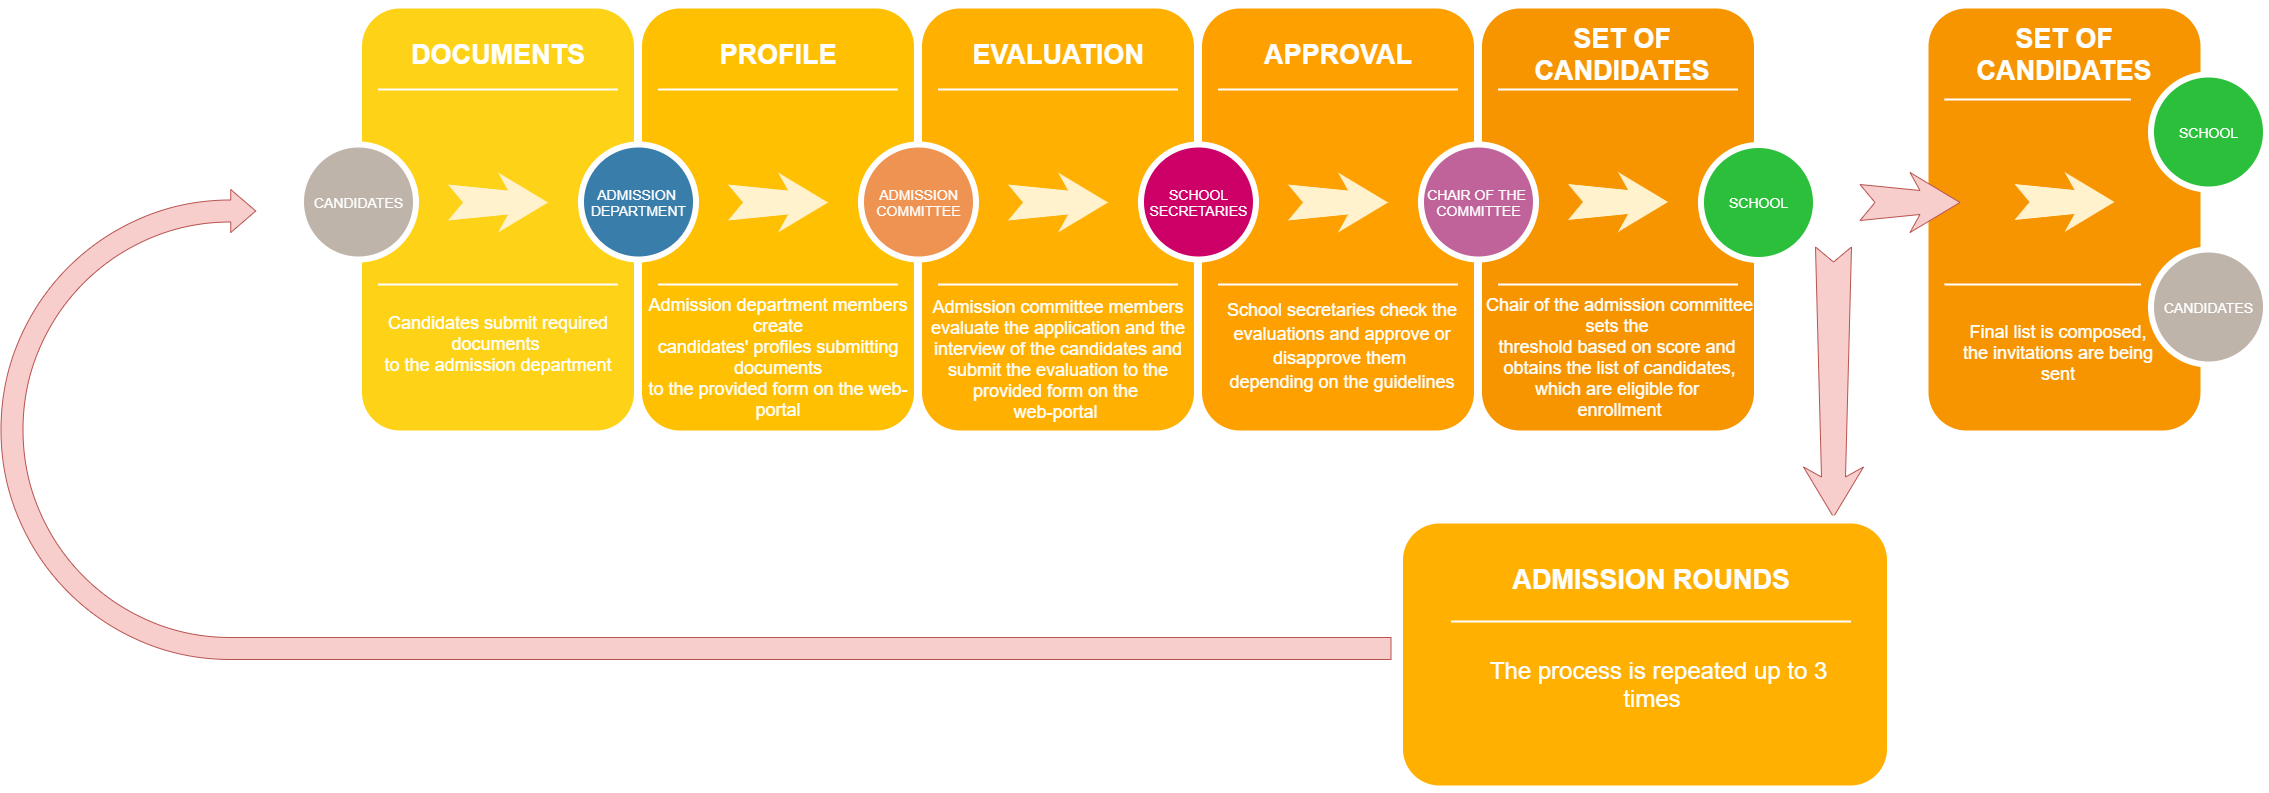 DOCUMENTS
CANDIDATES
Candidates submit required
documents
to the admission department
PROFILE
ADMISSION
DEPARTMENT
Admission department members
create
candidates' profiles submitting
documents
to the provided form on the web-
portal
EVALUATION
ADMISSION
COMMITTEE
Admission committee members
evaluate the application and the
interview of the candidates and
submit the evaluation to the
provided form on the
web-portal
APPROVAL
SCHOOL
SECRETARIES
School secretaries check the
evaluations and approve or
disapprove them
depending on the guidelines
SET OF
CANDIDATES
CHAIR OF THE
COMMITTEE
Chair of the admission committee
sets the
threshold based on score and
obtains the list of candidates,
which are eligible for
enrollment
SCHOOL
SET OF
CANDIDATES
SCHOOL
CANDIDATES
Final list is composed,
the invitations are being
sent
ADMISSION ROUNDS
The process is repeated up to 3
times